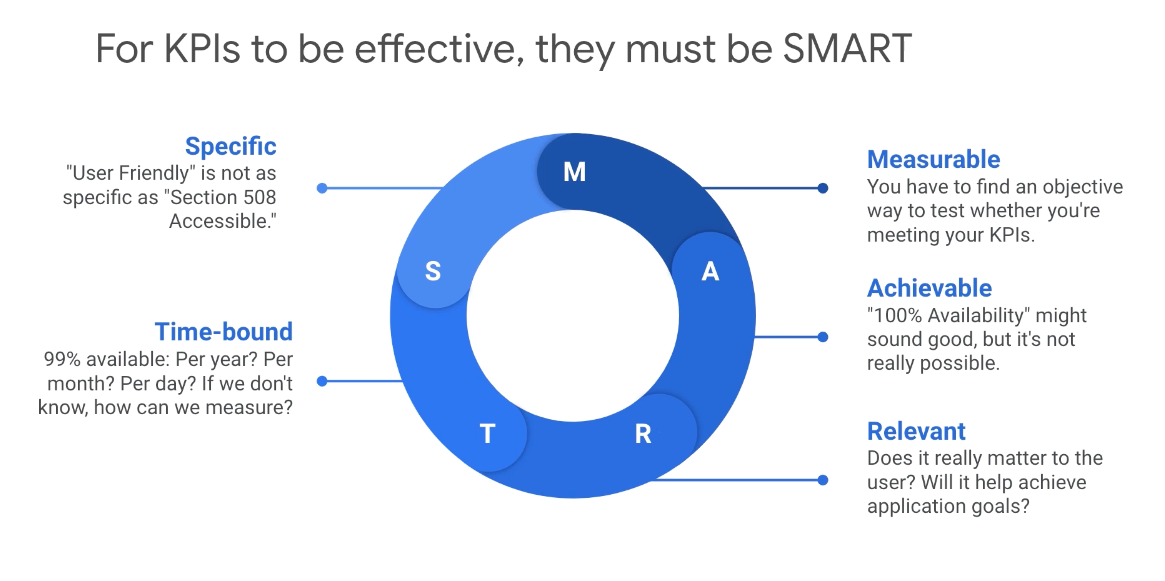 For KPIs to be effective, they must be SMART
Specific
"User Friendly" is not as
specific as "Section 508
Accessible."
Measurable
You have to find an objective
way to test whether you're
meeting your KPIs.
Achievable
"100% Availability" might
sound good, but it's not
really possible.
Relevant
Does it really matter to the
user? Will it help achieve
application goals?
Time-bound
99% available: Per year? Per
month? Per day? If we don't
know, how can we measure?
S
M
A
R
T